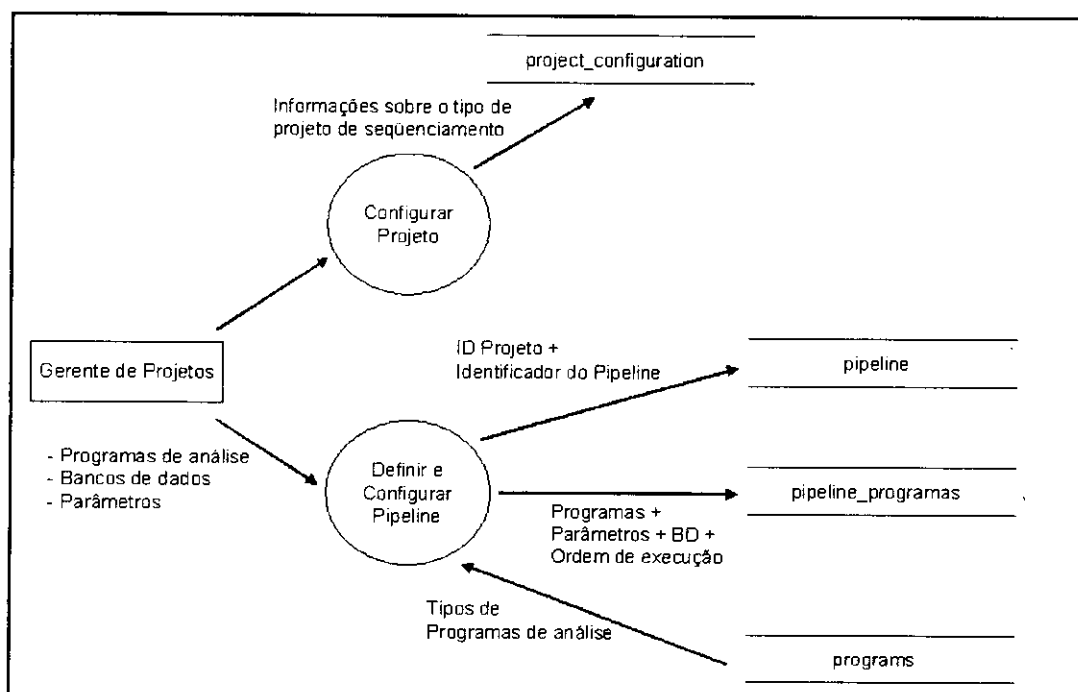 project_configuration
Informações sobre o tipo de
projeto de seqüenciamento
Configurar
Projeto
Gerente de Projetos
ID Projeto +
Identificador do Pipeline
pipeline
- Programas de análise
- Bancos de dados
- Parâmetros
Definir e
Configurar
Pipeline
pipeline_programas
Programas +
Parâmetros + BD +
Ordem de execução
Tipos de
Programas de análise
programs